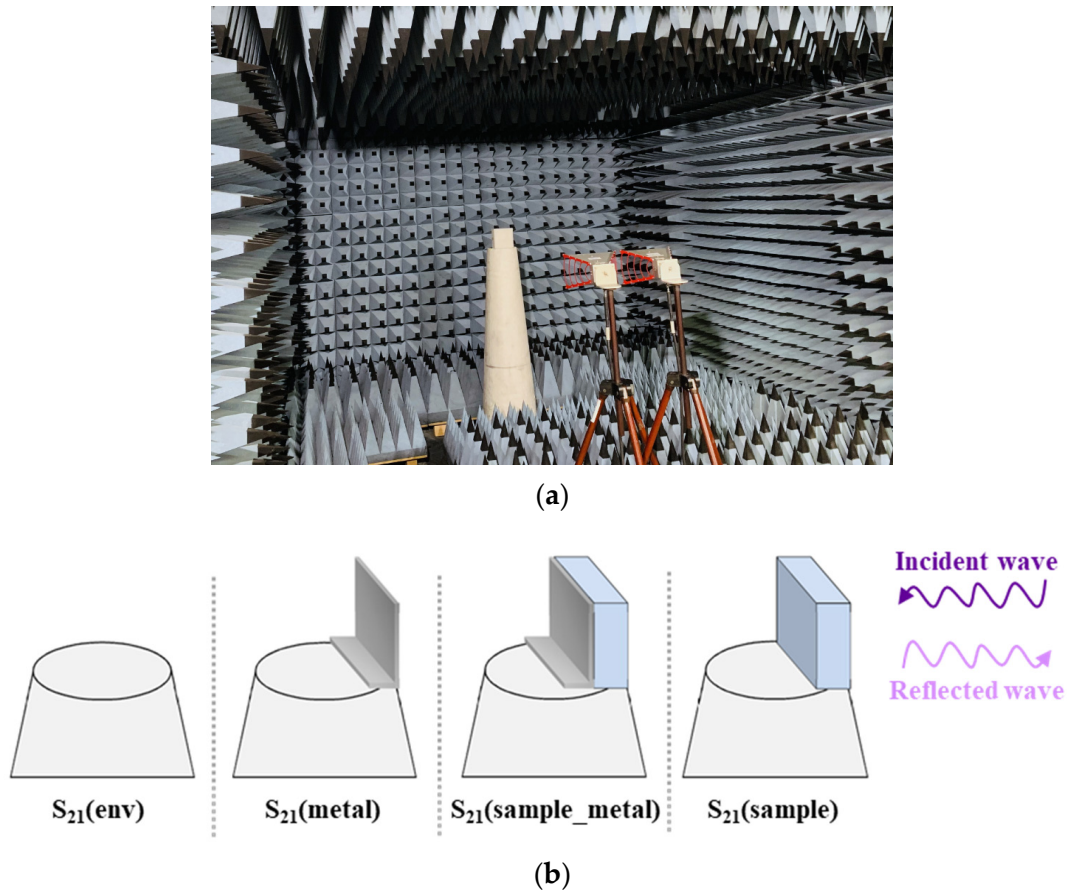 (a)
Incident wave
Reflected wave
S₂₁(env)
S₂₁(metal)
S₂₁(sample_metal)
S₂₁(sample)
(b)